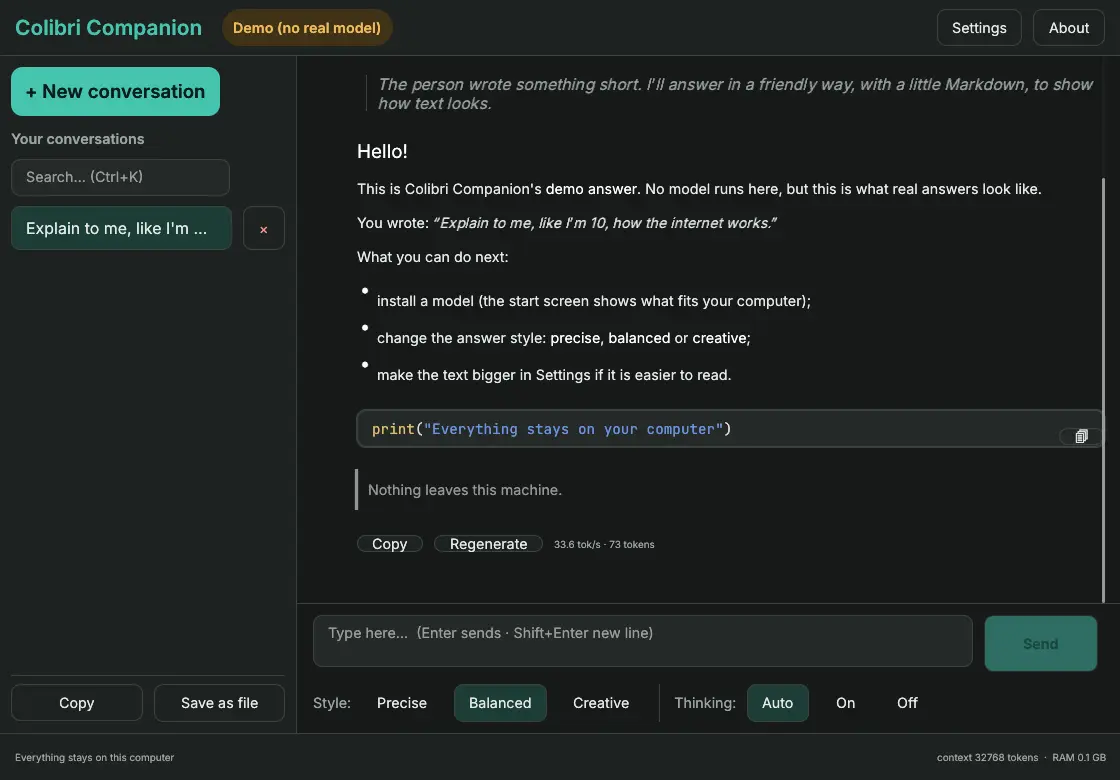 Colibri Companion
Demo (no real model)
Settings
About
+ New conversation
Your conversations
Search... (Ctrl+K)
Explain to me, like I'm ...
×
Copy
Save as file
The person wrote something short. I'll answer in a friendly way, with a little Markdown, to show
how text looks.
Hello!
This is Colibri Companion's demo answer. No model runs here, but this is what real answers look like.
You wrote: “Explain to me, like I'm 10, how the internet works.”
What you can do next:
• install a model (the start screen shows what fits your computer);
• change the answer style: precise, balanced or creative;
• make the text bigger in Settings if it is easier to read.
print("Everything stays on your computer")
Nothing leaves this machine.
Copy
Regenerate
33.6 tok/s · 73 tokens
Type here... (Enter sends · Shift+Enter new line)
Send
Style:
Precise
Balanced
Creative
Thinking:
Auto
On
Off
Everything stays on this computer
context 32768 tokens · RAM 0.1 GB